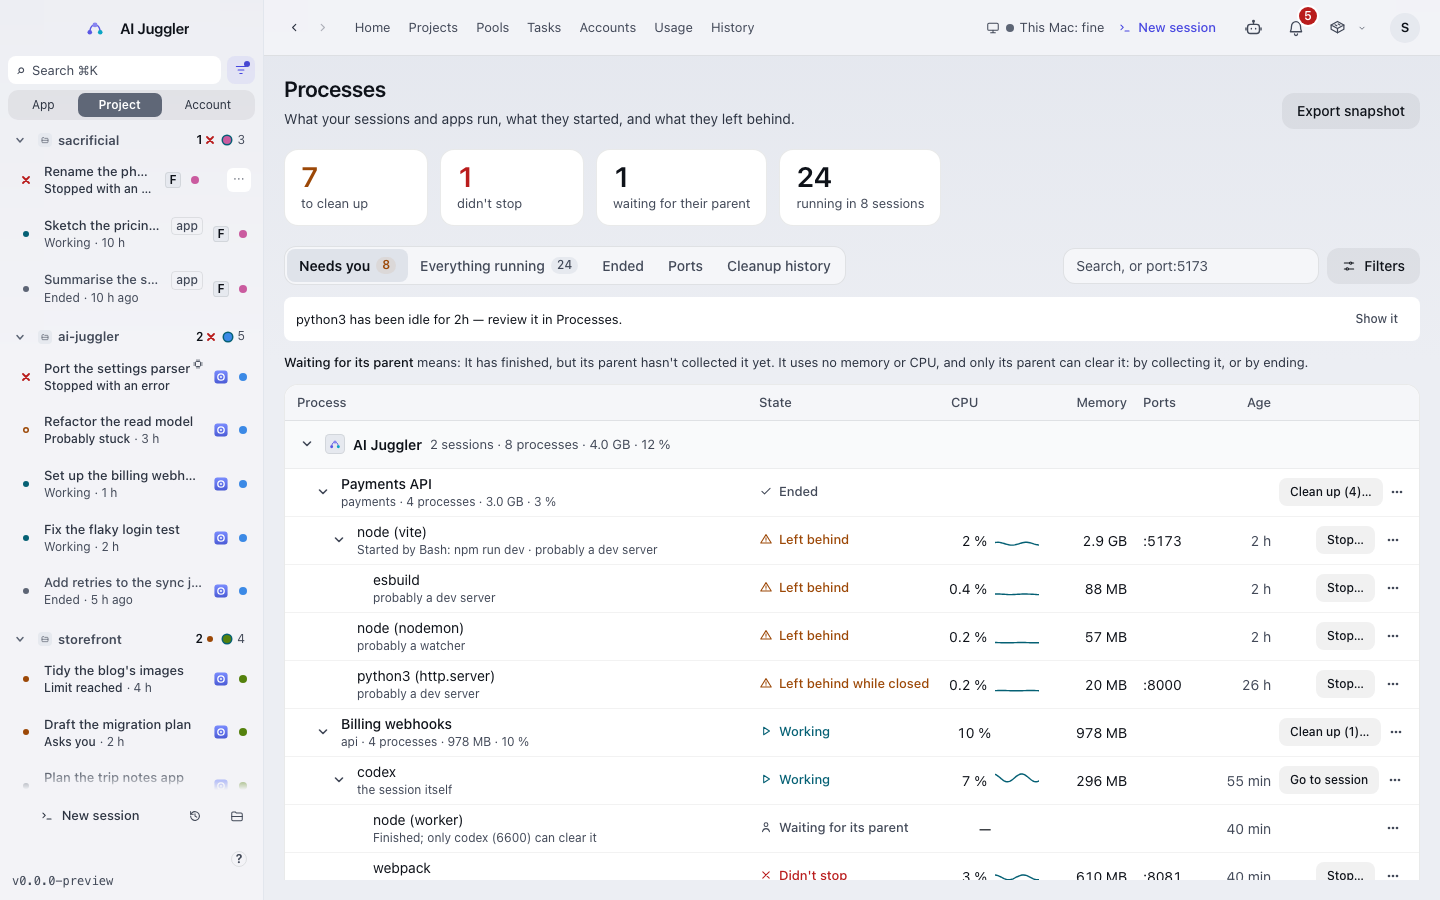 AI Juggler
Search ⌘K
App
Project
Account
sacrificial
1
3
Rename the ph...
Stopped with an ...
F
Sketch the pricin...
app
Working · 10 h
F
Summarise the s...
app
Ended · 10 h ago
F
ai-juggler
2
5
Port the settings parser
Stopped with an error
Refactor the read model
Probably stuck · 3 h
Set up the billing webh...
Working · 1 h
Fix the flaky login test
Working · 2 h
Add retries to the sync j...
Ended · 5 h ago
storefront
2
4
Tidy the blog's images
Limit reached · 4 h
Draft the migration plan
Asks you · 2 h
Plan the trip notes app
New session
?
v0.0.0-preview
Home
Projects
Pools
Tasks
Accounts
Usage
History
This Mac: fine
New session
5
S
Processes
What your sessions and apps run, what they started, and what they left behind.
Export snapshot
7
to clean up
1
didn't stop
1
waiting for their parent
24
running in 8 sessions
Needs you 8
Everything running 24
Ended
Ports
Cleanup history
Search, or port:5173
Filters
python3 has been idle for 2h — review it in Processes.
Show it
Waiting for its parent means: It has finished, but its parent hasn't collected it yet. It uses no memory or CPU, and only its parent can clear it: by collecting it, or by ending.
Process State CPU Memory Ports Age
AI Juggler 2 sessions · 8 processes · 4.0 GB · 12 %
Payments API
payments · 4 processes · 3.0 GB · 3 %
Ended
Clean up (4)...
node (vite)
Started by Bash: npm run dev · probably a dev server
Left behind 2 % 2.9 GB :5173 2 h Stop...
esbuild
probably a dev server
Left behind 0.4 % 88 MB 2 h Stop...
node (nodemon)
probably a watcher
Left behind 0.2 % 57 MB 2 h Stop...
python3 (http.server)
probably a dev server
Left behind while closed 0.2 % 20 MB :8000 26 h Stop...
Billing webhooks
api · 4 processes · 978 MB · 10 %
Working 10 % 978 MB Clean up (1)...
codex
the session itself
Working 7 % 296 MB 55 min Go to session
node (worker)
Finished; only codex (6600) can clear it
Waiting for its parent — 40 min
webpack
Didn't stop 3 % 610 MB :8081 40 min Stop...